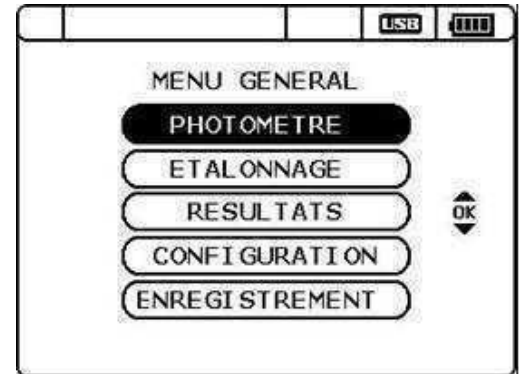 USB
MENU GENERAL
PHOTOMETRE
ETALONNAGE
RESULTATS
OK
CONFIGURATION
ENREGISTREMENT